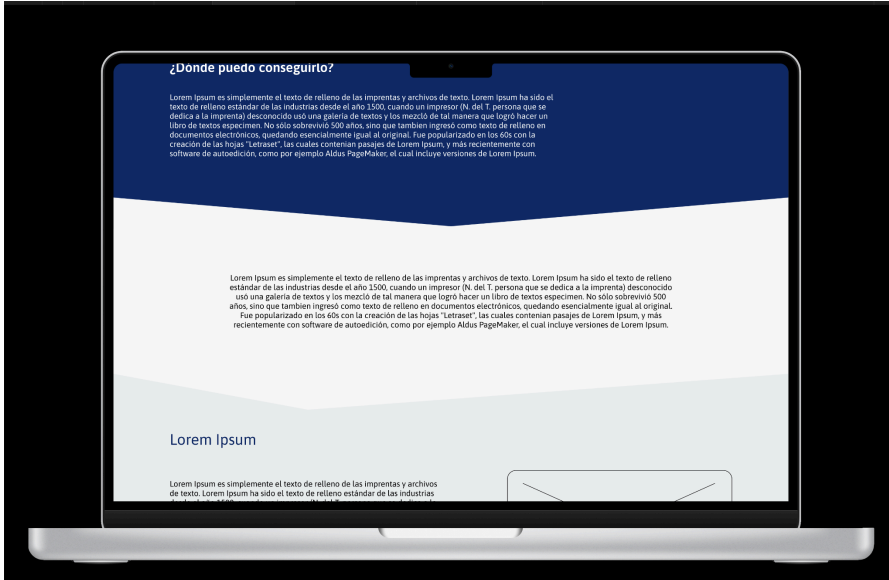 ¿Dónde puedo conseguirlo?
Lorem Ipsum es simplemente el texto de relleno de las imprentas y archivos de texto. Lorem Ipsum ha sido el
texto de relleno estándar de las industrias desde el año 1500, cuando un impresor (N. del T. persona que se
dedica a la imprenta) desconocido usó una galería de textos y los mezcló de tal manera que logró hacer un
libro de textos especimen. No sólo sobrevivió 500 años, sino que tambien ingresó como texto de relleno en
documentos electrónicos, quedando esencialmente igual al original. Fue popularizado en los 60s con la
creación de las hojas "Letraset", las cuales contenian pasajes de Lorem Ipsum, y más recientemente con
software de autoedición, como por ejemplo Aldus PageMaker, el cual incluye versiones de Lorem Ipsum.
Lorem Ipsum es simplemente el texto de relleno de las imprentas y archivos de texto. Lorem Ipsum ha sido el texto de relleno
estándar de las industrias desde el año 1500, cuando un impresor (N. del T. persona que se dedica a la imprenta) desconocido
usó una galería de textos y los mezcló de tal manera que logró hacer un libro de textos especimen. No sólo sobrevivió 500
años, sino que tambien ingresó como texto de relleno en documentos electrónicos, quedando esencialmente igual al original.
Fue popularizado en los 60s con la creación de las hojas "Letraset", las cuales contenian pasajes de Lorem Ipsum, y más
recientemente con software de autoedición, como por ejemplo Aldus PageMaker, el cual incluye versiones de Lorem Ipsum.
Lorem Ipsum
Lorem Ipsum es simplemente el texto de relleno de las imprentas y archivos
de texto. Lorem Ipsum ha sido el texto de relleno estándar de las industrias